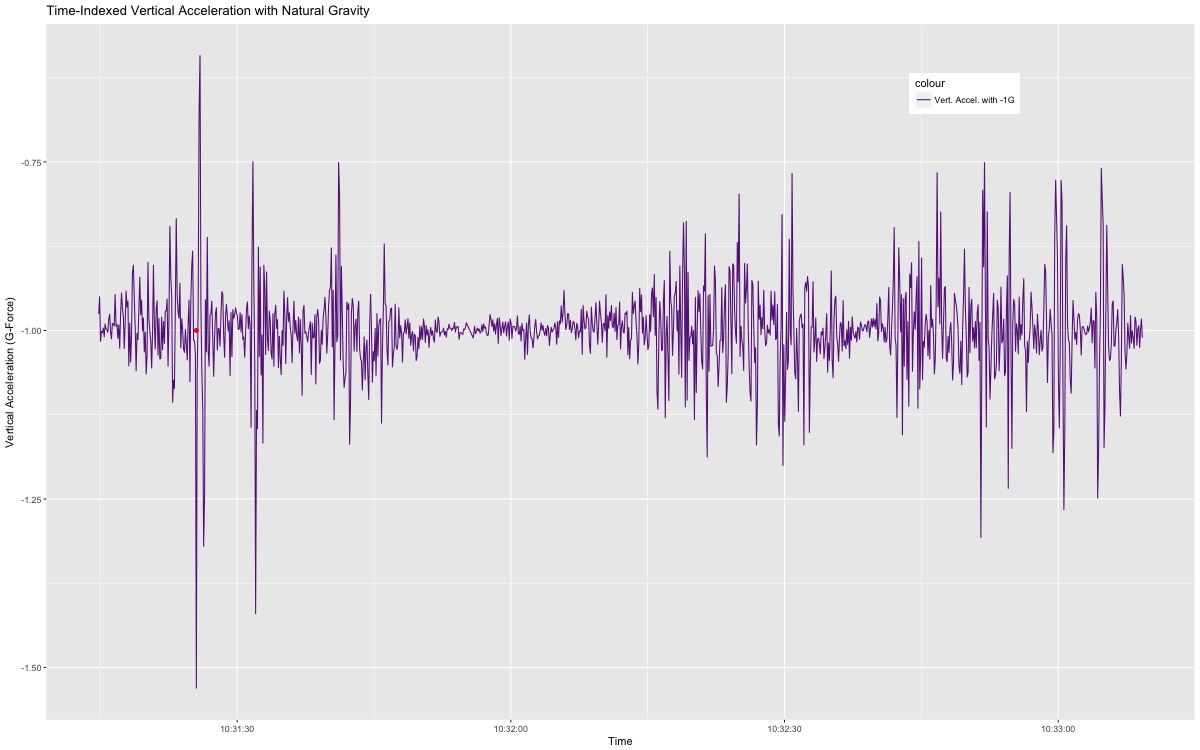 Time-Indexed Vertical Acceleration with Natural Gravity
colour
Vert. Accel. with -1G
-0.75
-1.00
-1.25
-1.50
Vertical Acceleration (G-Force)
10:31:30
10:32:00
10:32:30
10:33:00
Time